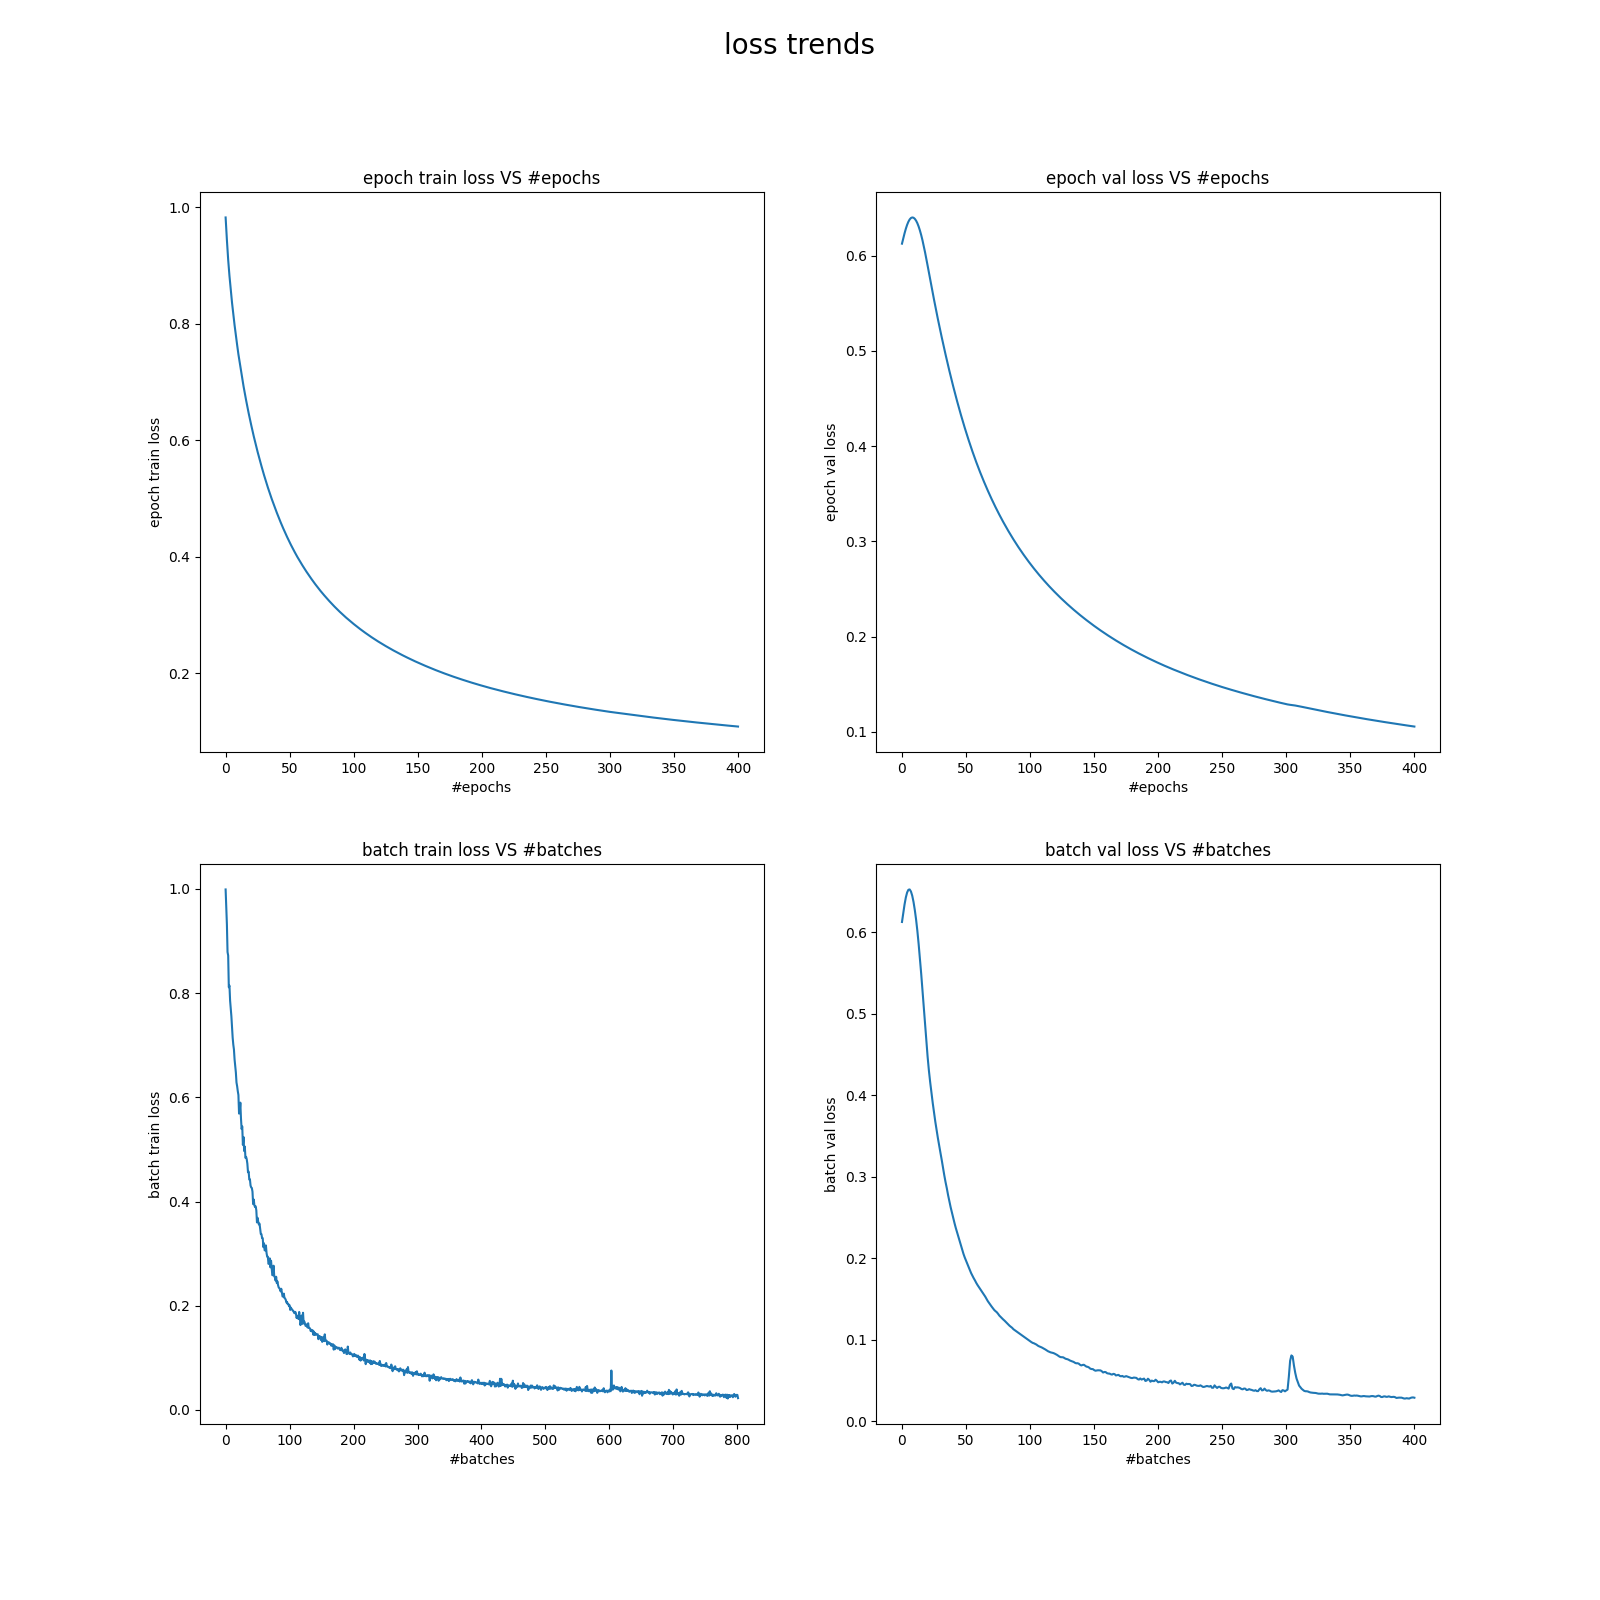 loss trends
epoch train loss VS #epochs
epoch train loss
1.0
0.8
0.6
0.4
0.2
0 50 100 150 200 250 300 350 400
#epochs
epoch val loss VS #epochs
epoch val loss
0.6
0.5
0.4
0.3
0.2
0.1
0 50 100 150 200 250 300 350 400
#epochs
batch train loss VS #batches
batch train loss
1.0
0.8
0.6
0.4
0.2
0.0
0 100 200 300 400 500 600 700 800
#batches
batch val loss VS #batches
batch val loss
0.6
0.5
0.4
0.3
0.2
0.1
0.0
0 50 100 150 200 250 300 350 400
#batches